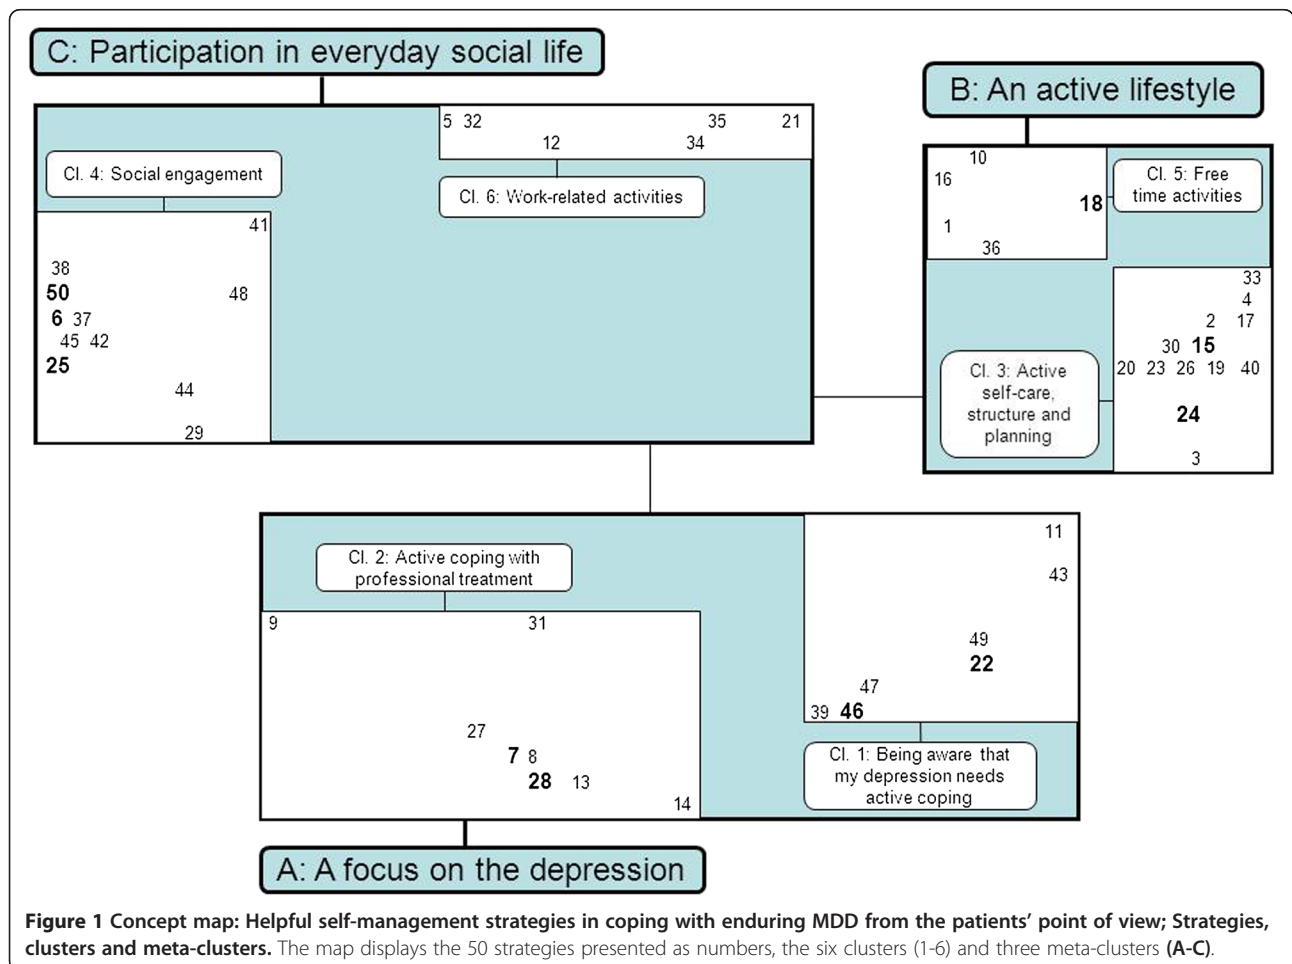 C: Participation in everyday social life
5 32 35 21
12 34
Cl. 4: Social engagement
Cl. 6: Work-related activities
41
38
50 48
6 37
45 42
25
44
29
B: An active lifestyle
10
16
18
1
36
Cl. 5: Free
time activities
33
4
2 17
30 15
20 23 26 19 40
24
3
Cl. 3: Active
self-care,
structure and
planning
Cl. 2: Active coping with
professional treatment
9 31
27
7 8
28 13
14
11
43
49
22
47
39 46
Cl. 1: Being aware that
my depression needs
active coping
A: A focus on the depression
Figure 1 Concept map: Helpful self-management strategies in coping with enduring MDD from the patients' point of view; Strategies,
clusters and meta-clusters. The map displays the 50 strategies presented as numbers, the six clusters (1-6) and three meta-clusters (A-C).